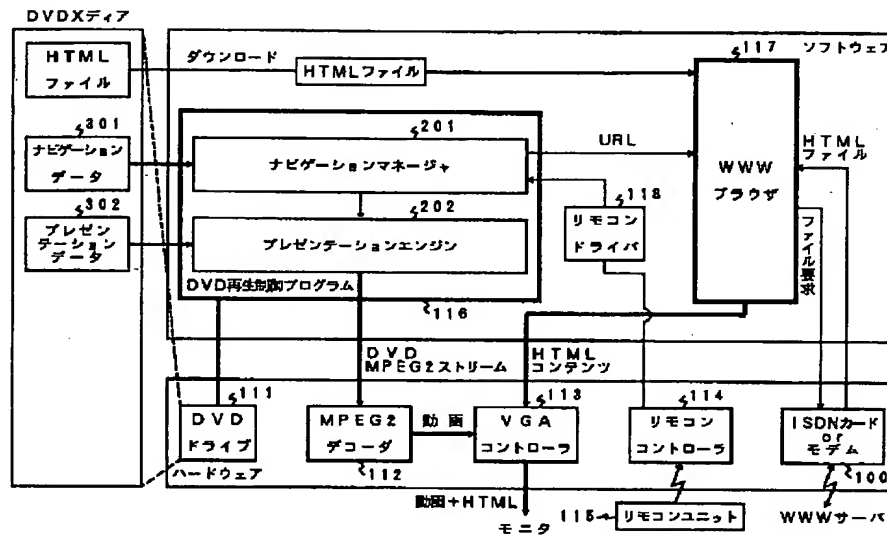 DVDXディア
HTML
ファイル
301
ナビゲーション
データ
302
プレゼン
テーション
データ
ダウンロード
HTMLファイル
117
ソフトウェア
201
ナビゲーションマネージャ
202
プレゼンテーションエンジン
DVD再生制御プログラム
116
URL
118
リモコン
ドライバ
WWW
ブラウザ
HTML
ファイル
ファイル要求
DVD
MPEG2ストリーム
HTML
コンテンツ
111
DVD
ドライブ
ハードウェア
MPEG2
デコーダ
112
動画
113
VGA
コントローラ
114
リモコン
コントローラ
ISDNカード
or
モデム
100
動画+HTML
モニタ
115
リモコンユニット
WWWサーバ